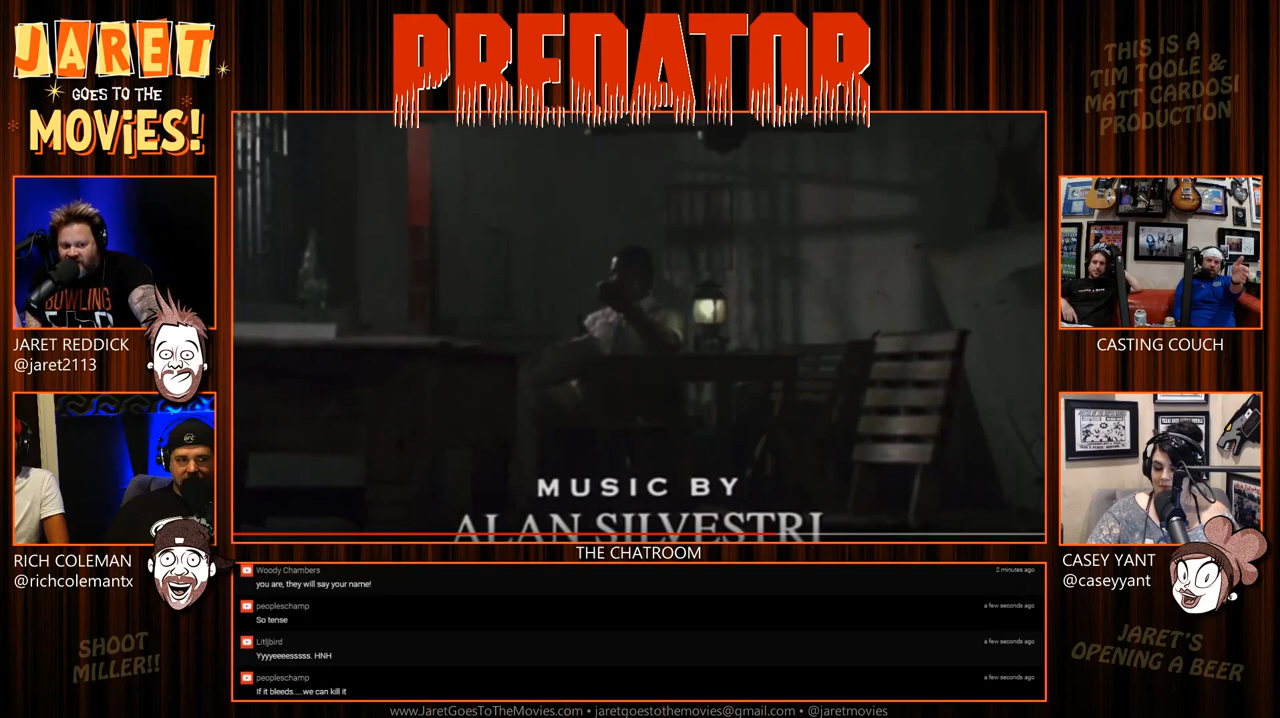 JARET
GOES TO THE
MOVIES!
PREDATOR
THIS IS A
TIM TOOLE &
MATT CARDOSI
PRODUCTION
BOWLING
JARET REDDICK
@jaret2113
CASTING COUCH
MUSIC BY
ALAN SILVESTRI
RICH COLEMAN
@richcolemantx
CASEY YANT
@caseyyant
THE CHATROOM
Woody Chambers
2 minutes ago
you are, they will say your name!
peopleschamp
a few seconds ago
So tense
Litljbird
a few seconds ago
Yyyyeeeesssss. HNH
peopleschamp
a few seconds ago
If it bleeds.....we can kill it
SHOOT
MILLER!!
JARET'S
OPENING A BEER
www.JaretGoesToTheMovies.com • jaretgoestothemovies@gmail.com • @jaretmovies